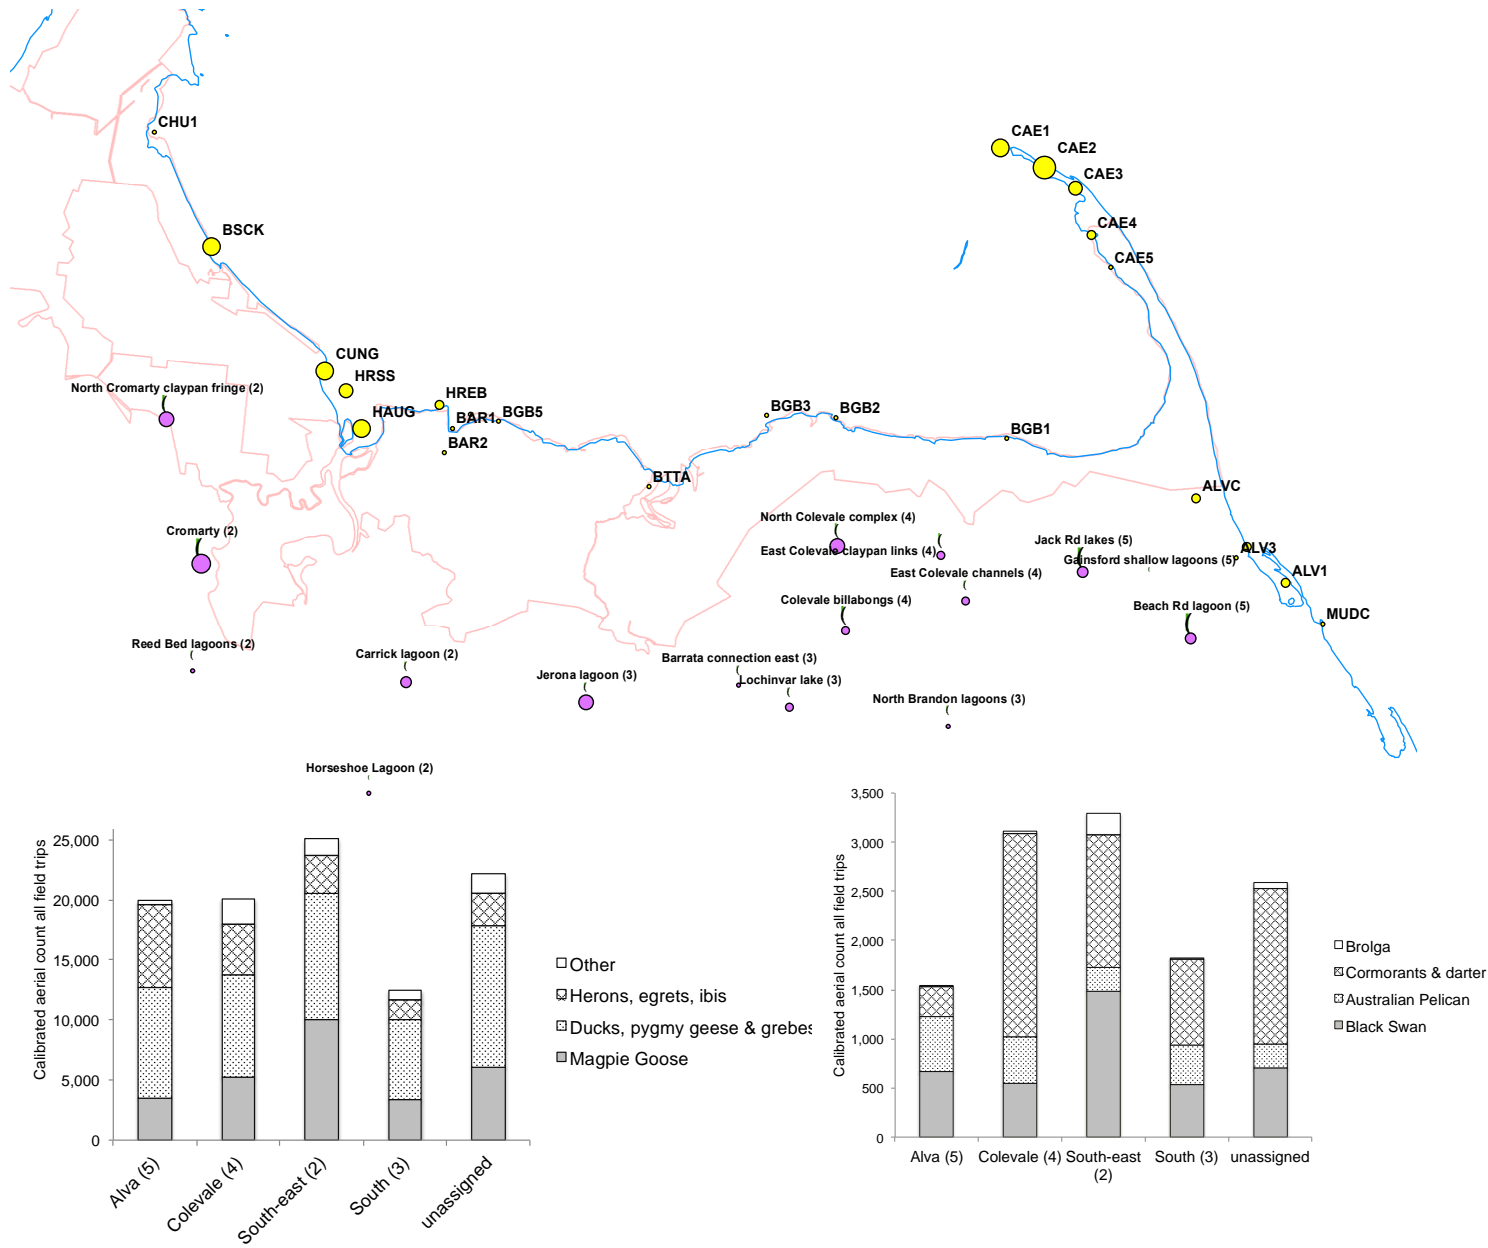 CHU1
CAE1
CAE2
CAE3
BSCK
CAE4
CAE5
CUNG
HRSS
North Cromarty claypan fringe (2)
HREB
BGB3
BGB2
HAUG
BAR1
BGB5
BGB1
BAR2
BTTA
ALVC
North Colevale complex (4)
Cromarty (2)
Jack Rd lakes (5)
East Colevale claypan links (4)
ALV3
Gainsford shallow lagoons (5)
East Colevale channels (4)
ALV1
Colevale billabongs (4)
Beach Rd lagoon (5)
MUDC
Reed Bed lagoons (2)
Carrick lagoon (2)
Barrata connection east (3)
Jerona lagoon (3)
Lochinvar lake (3)
North Brandon lagoons (3)
Horseshoe Lagoon (2)
Calibrated aerial count all field trips
25,000
20,000
15,000
10,000
5,000
0
Alva (5)
Colevale (4)
South-east (2)
South (3)
unassigned
Other
Herons, egrets, ibis
Ducks, pygmy geese & grebes
Magpie Goose
Calibrated aerial count all field trips
3,500
3,000
2,500
2,000
1,500
1,000
500
0
Alva (5)
Colevale (4)
South-east
(2)
South (3)
unassigned
Brolga
Cormorants & darter
Australian Pelican
Black Swan